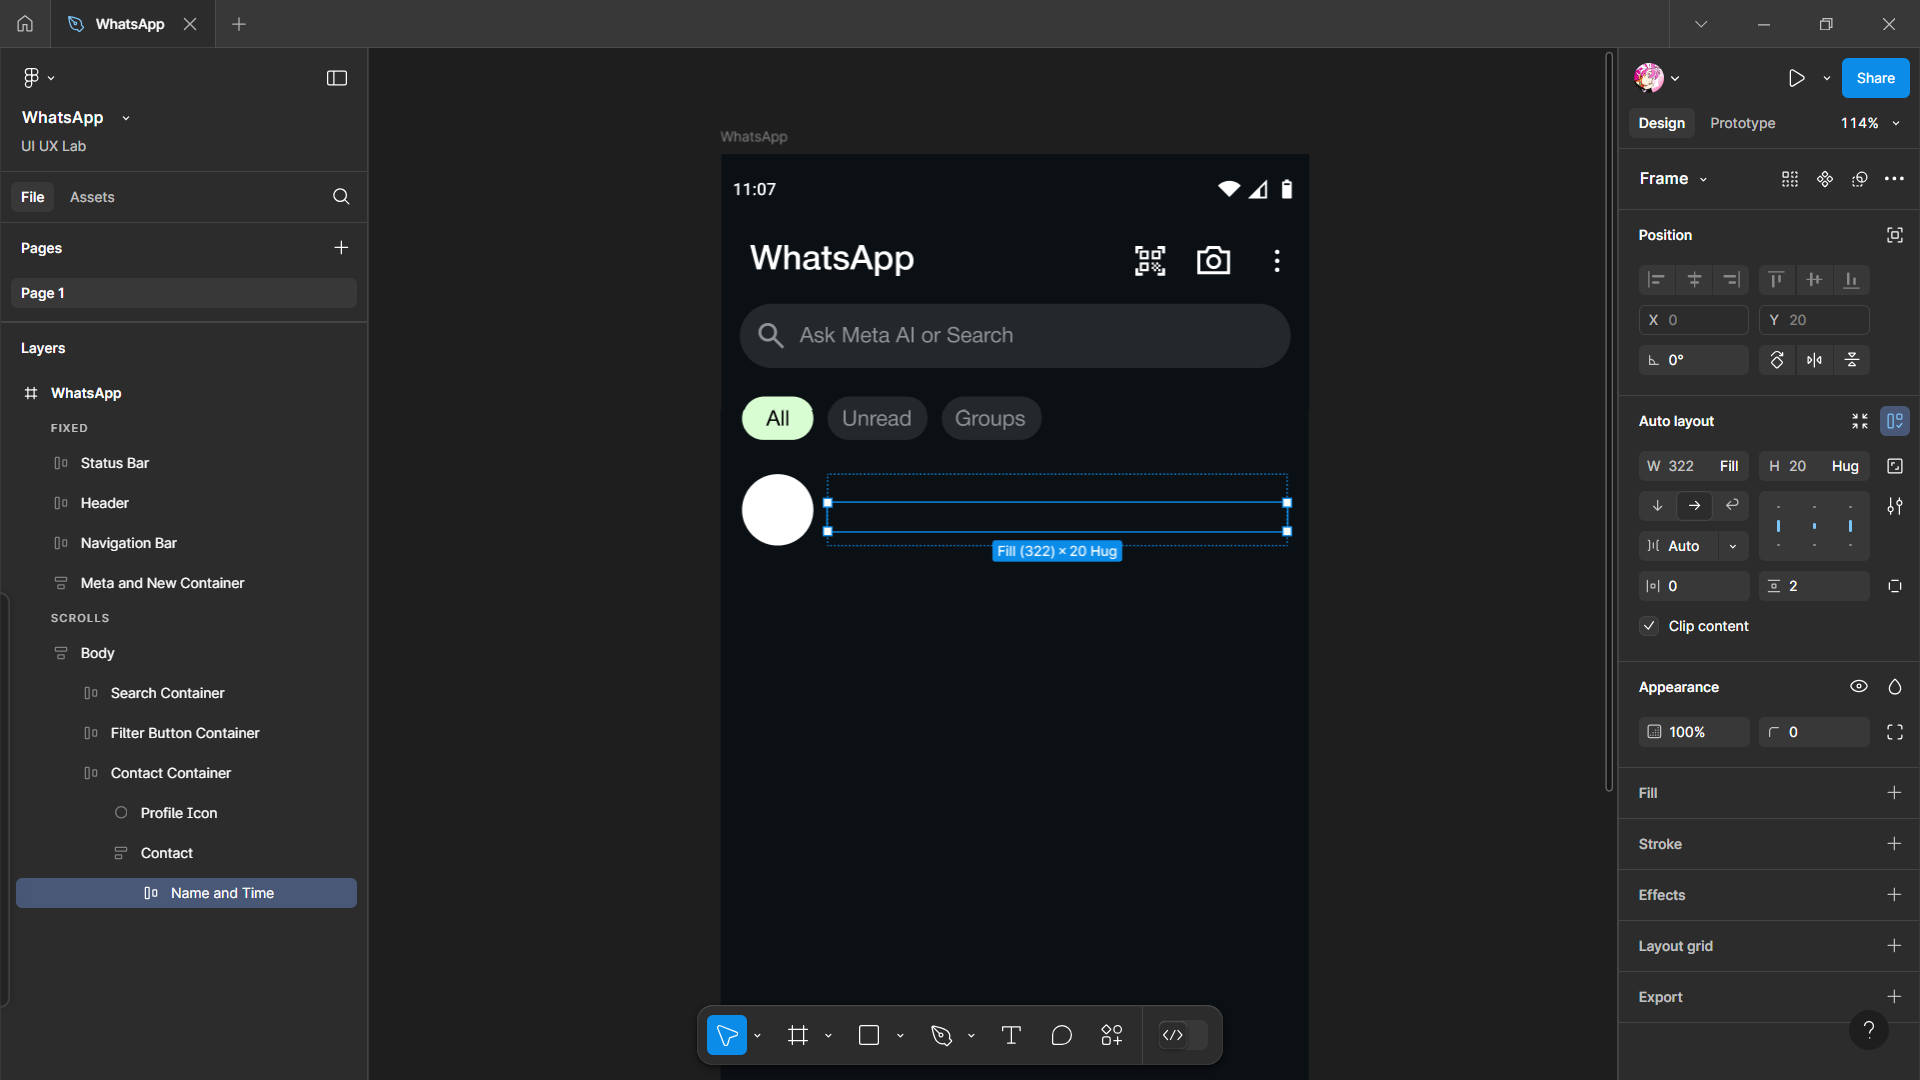 WhatsApp
WhatsApp
UI UX Lab
File
Assets
Pages
Page 1
Layers
WhatsApp
FIXED
Status Bar
Header
Navigation Bar
Meta and New Container
SCROLLS
Body
Search Container
Filter Button Container
Contact Container
Profile Icon
Contact
Name and Time
WhatsApp
11:07
WhatsApp
Ask Meta AI or Search
All
Unread
Groups
Fill (322) × 20 Hug
Share
Design
Prototype
114%
Frame
Position
X 0
Y 20
0°
Auto layout
W 322 Fill
H 20 Hug
Auto
0
2
Clip content
Appearance
100%
0
Fill
Stroke
Effects
Layout grid
Export
?